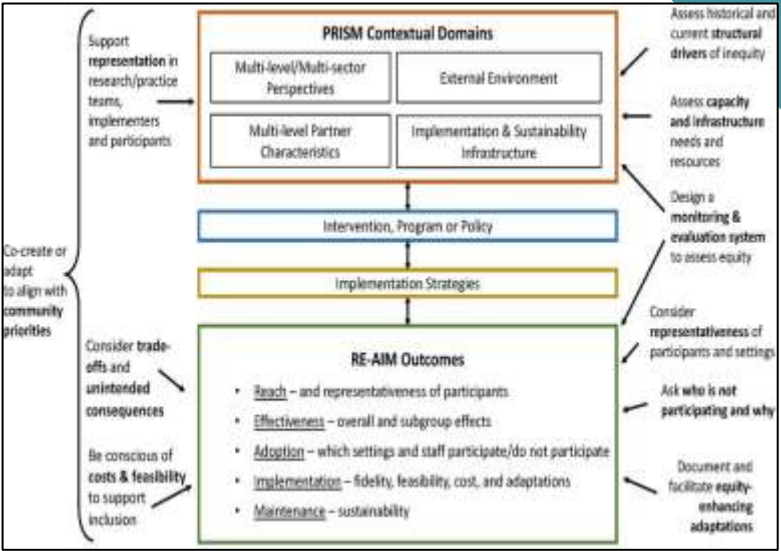 Co-create or
adapt
to align with
community
priorities
Support
representation in
research/practice
teams,
implementers
and participants
Consider trade-
offs and
unintended
consequences
Be conscious of
costs & feasibility
to support
inclusion
PRISM Contextual Domains
Multi-level/Multi-sector
Perspectives
External Environment
Multi-level Partner
Characteristics
Implementation & Sustainability
Infrastructure
Intervention, Program or Policy
Implementation Strategies
RE-AIM Outcomes
• Reach – and representativeness of participants
• Effectiveness – overall and subgroup effects
• Adoption – which settings and staff participate/do not participate
• Implementation – fidelity, feasibility, cost, and adaptations
• Maintenance – sustainability
Assess historical and
current structural
drivers of inequity
Assess capacity
and infrastructure
needs and
resources
Design a
monitoring &
evaluation system
to assess equity
Consider
representativeness of
participants and settings
Ask who is not
participating and why
Document and
facilitate equity-
enhancing
adaptations